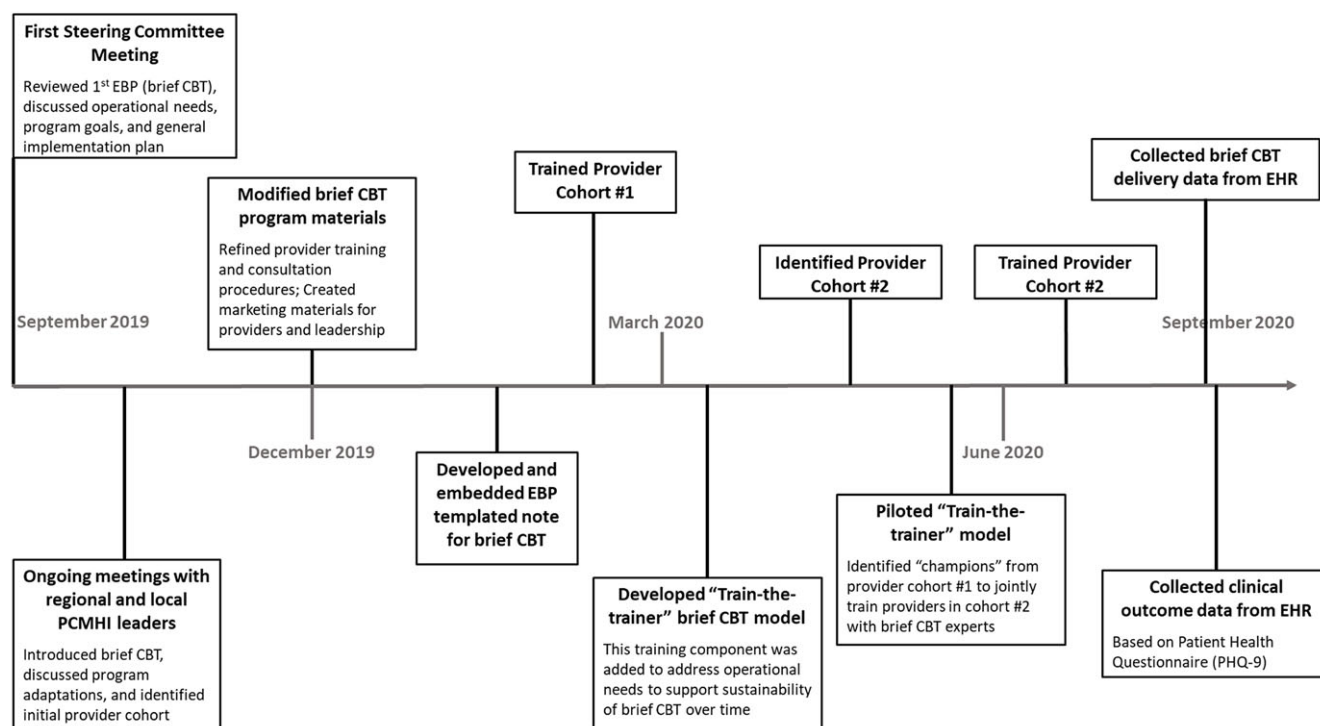 First Steering Committee
Meeting
Reviewed 1st EBP (brief CBT),
discussed operational needs,
program goals, and general
implementation plan
Modified brief CBT
program materials
Refined provider training
and consultation
procedures; Created
marketing materials for
providers and leadership
Trained Provider
Cohort #1
Identified Provider
Cohort #2
Trained Provider
Cohort #2
Collected brief CBT
delivery data from EHR
September 2019
March 2020
September 2020
December 2019
June 2020
Ongoing meetings with
regional and local
PCMHI leaders
Introduced brief CBT,
discussed program
adaptations, and identified
initial provider cohort
Developed and
embedded EBP
templated note
for brief CBT
Developed “Train-the-
trainer” brief CBT model
This training component was
added to address operational
needs to support sustainability
of brief CBT over time
Piloted “Train-the-
trainer” model
Identified “champions” from
provider cohort #1 to jointly
train providers in cohort #2
with brief CBT experts
Collected clinical
outcome data from EHR
Based on Patient Health
Questionnaire (PHQ-9)